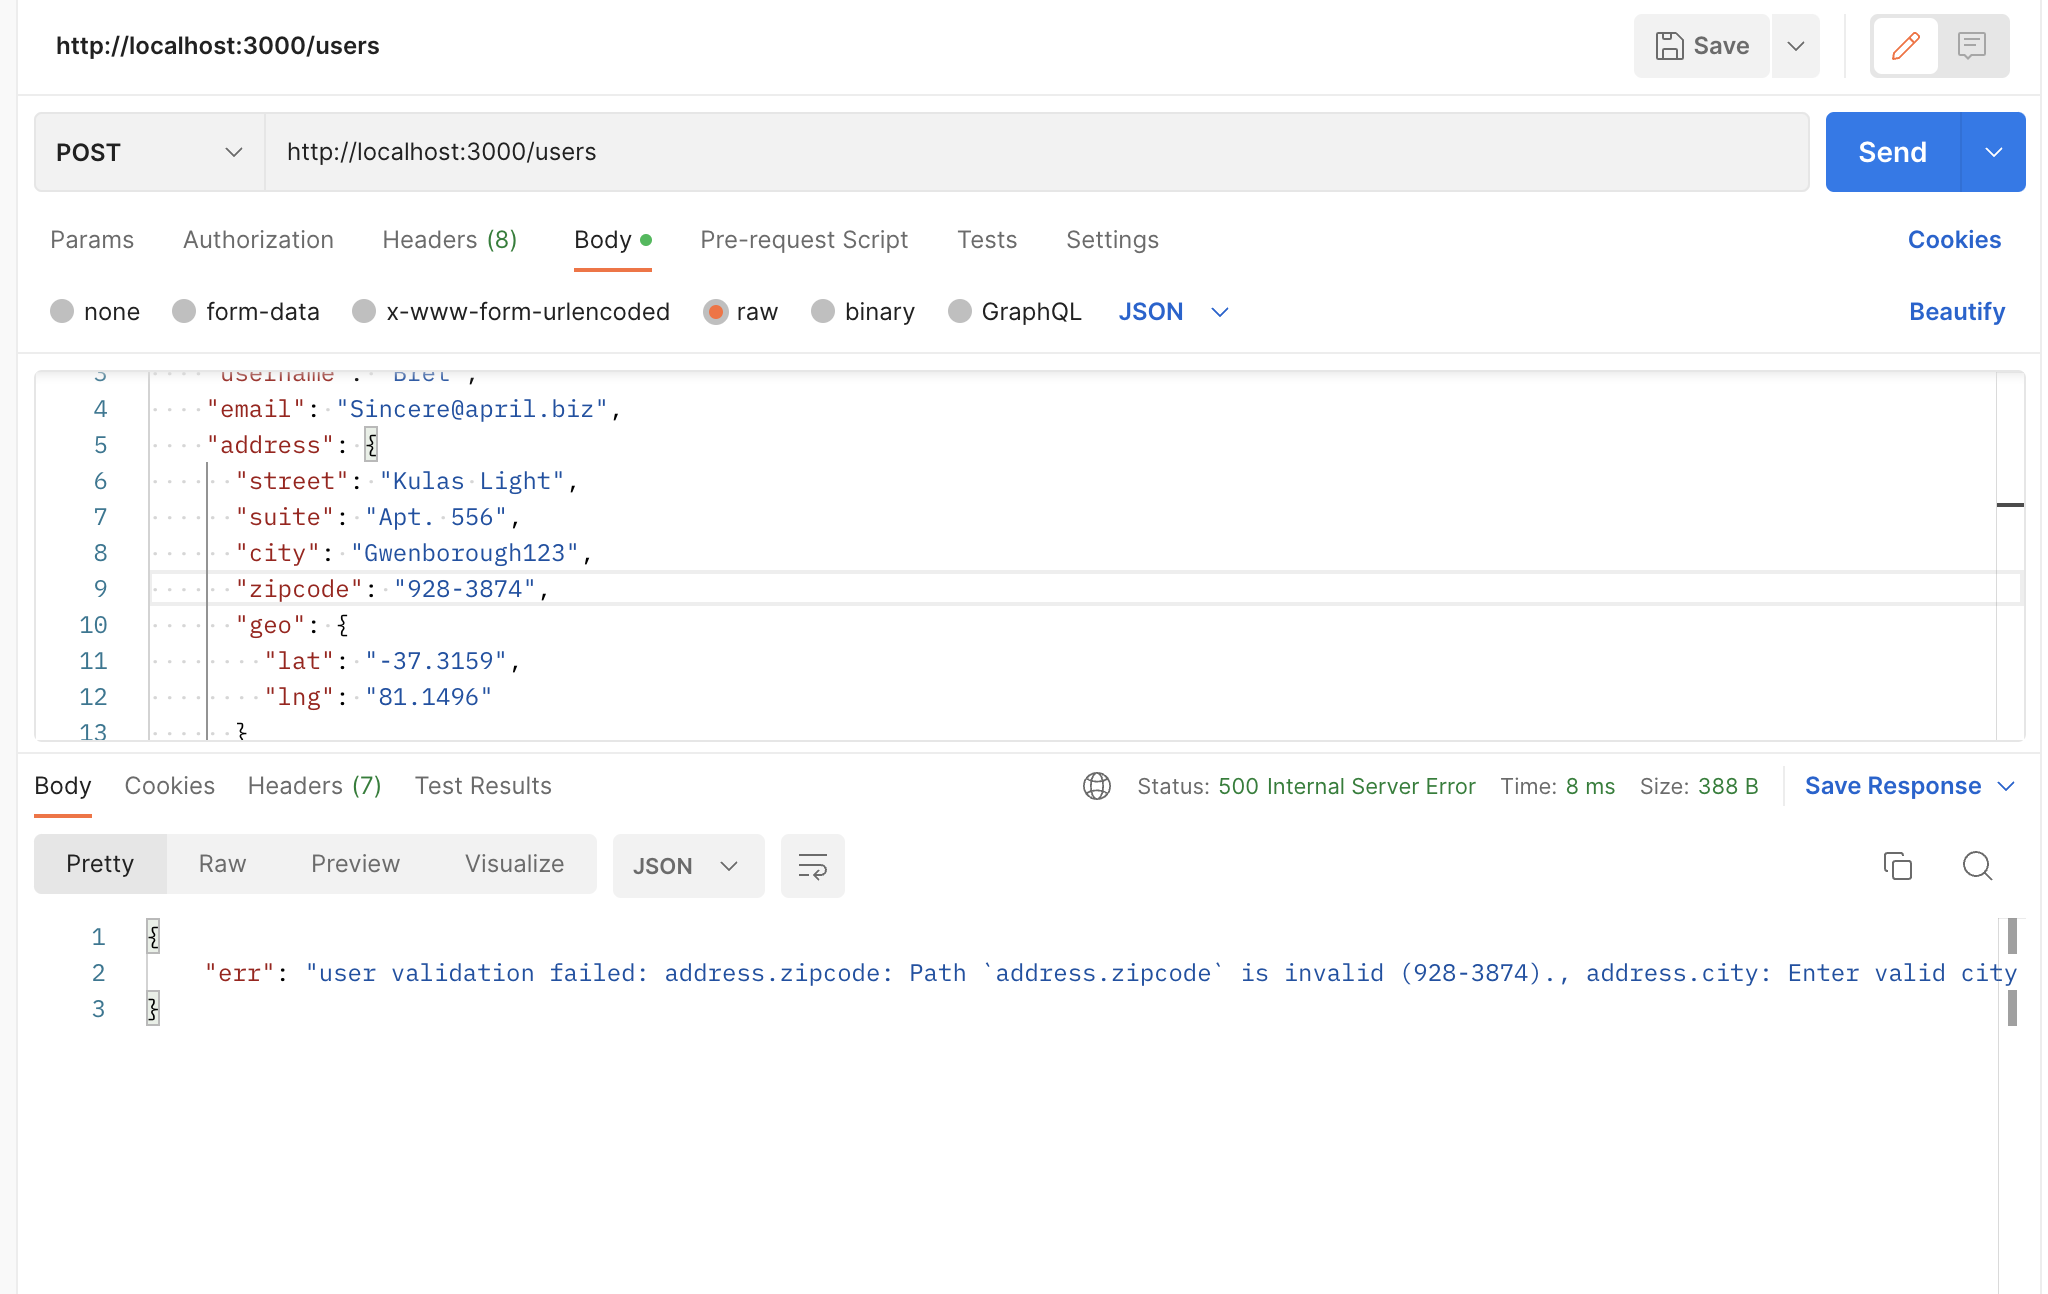 http://localhost:3000/users
Save
POST
http://localhost:3000/users
Send
Params Authorization Headers (8) Body Pre-request Script Tests Settings Cookies
none form-data x-www-form-urlencoded raw binary GraphQL JSON Beautify
3 "username": "Bret",
4 "email": "Sincere@april.biz",
5 "address": {
6 "street": "Kulas Light",
7 "suite": "Apt. 556",
8 "city": "Gwenborough123",
9 "zipcode": "928-3874",
10 "geo": {
11 "lat": "-37.3159",
12 "lng": "81.1496"
13 }
Body Cookies Headers (7) Test Results Status: 500 Internal Server Error Time: 8 ms Size: 388 B Save Response
Pretty Raw Preview Visualize JSON
1 {
2 "err": "user validation failed: address.zipcode: Path `address.zipcode` is invalid (928-3874)., address.city: Enter valid city
3 }